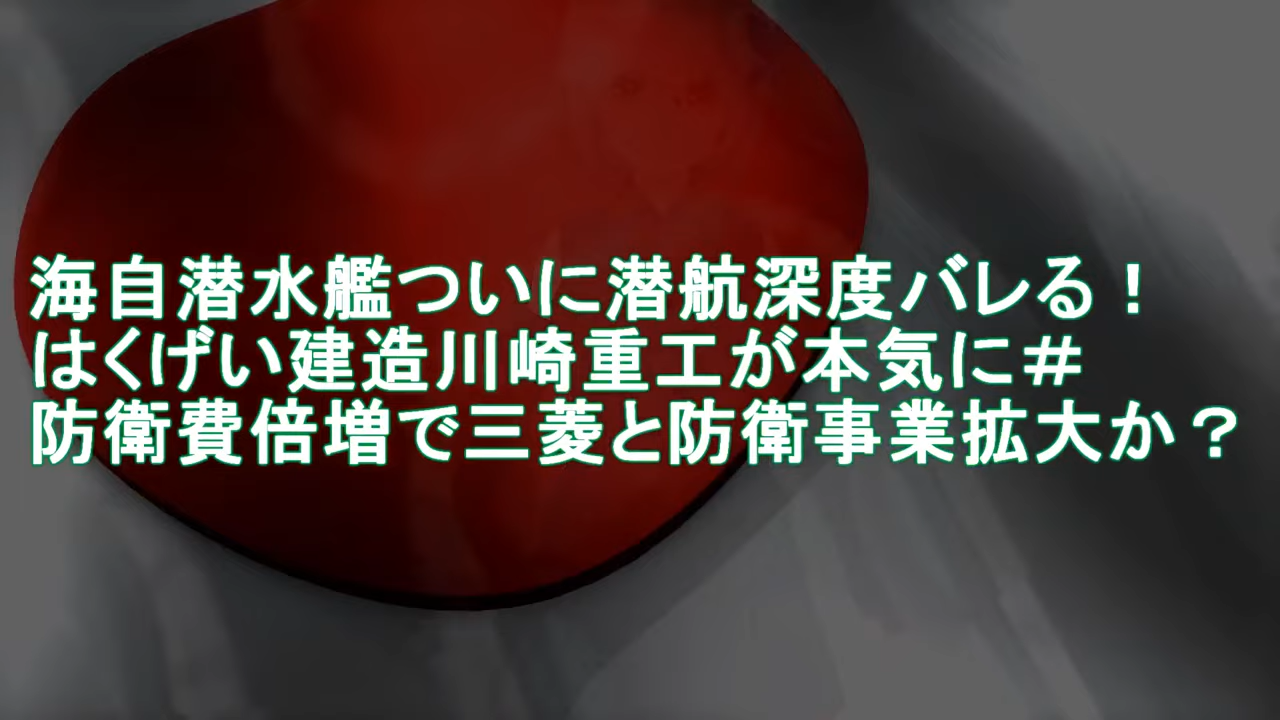 海自潜水艦ついに潜航深度バレる！
はくげい建造川崎重工が本気に＃
防衛費倍増で三菱と防衛事業拡大か？